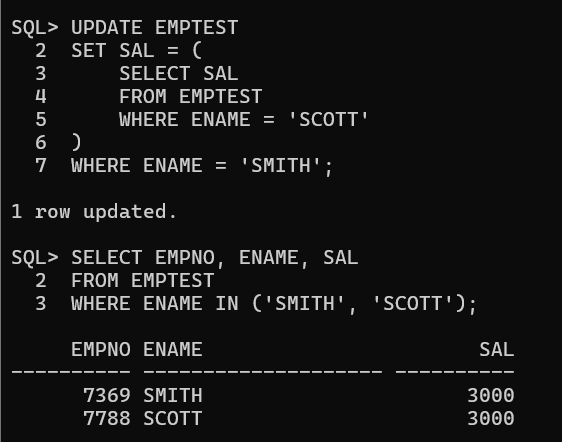 SQL> UPDATE EMPTEST
  2  SET SAL = (
  3      SELECT SAL
  4      FROM EMPTEST
  5      WHERE ENAME = 'SCOTT'
  6  )
  7  WHERE ENAME = 'SMITH';
1 row updated.
SQL> SELECT EMPNO, ENAME, SAL
  2  FROM EMPTEST
  3  WHERE ENAME IN ('SMITH', 'SCOTT');
     EMPNO ENAME                       SAL
---------- -------------------- ----------
      7369 SMITH                      3000
      7788 SCOTT                      3000